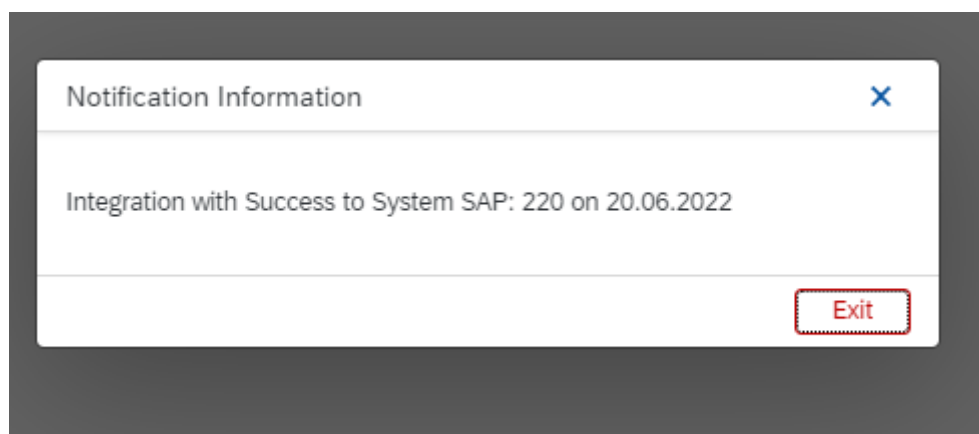 Notification Information
Integration with Success to System SAP: 220 on 20.06.2022
Exit